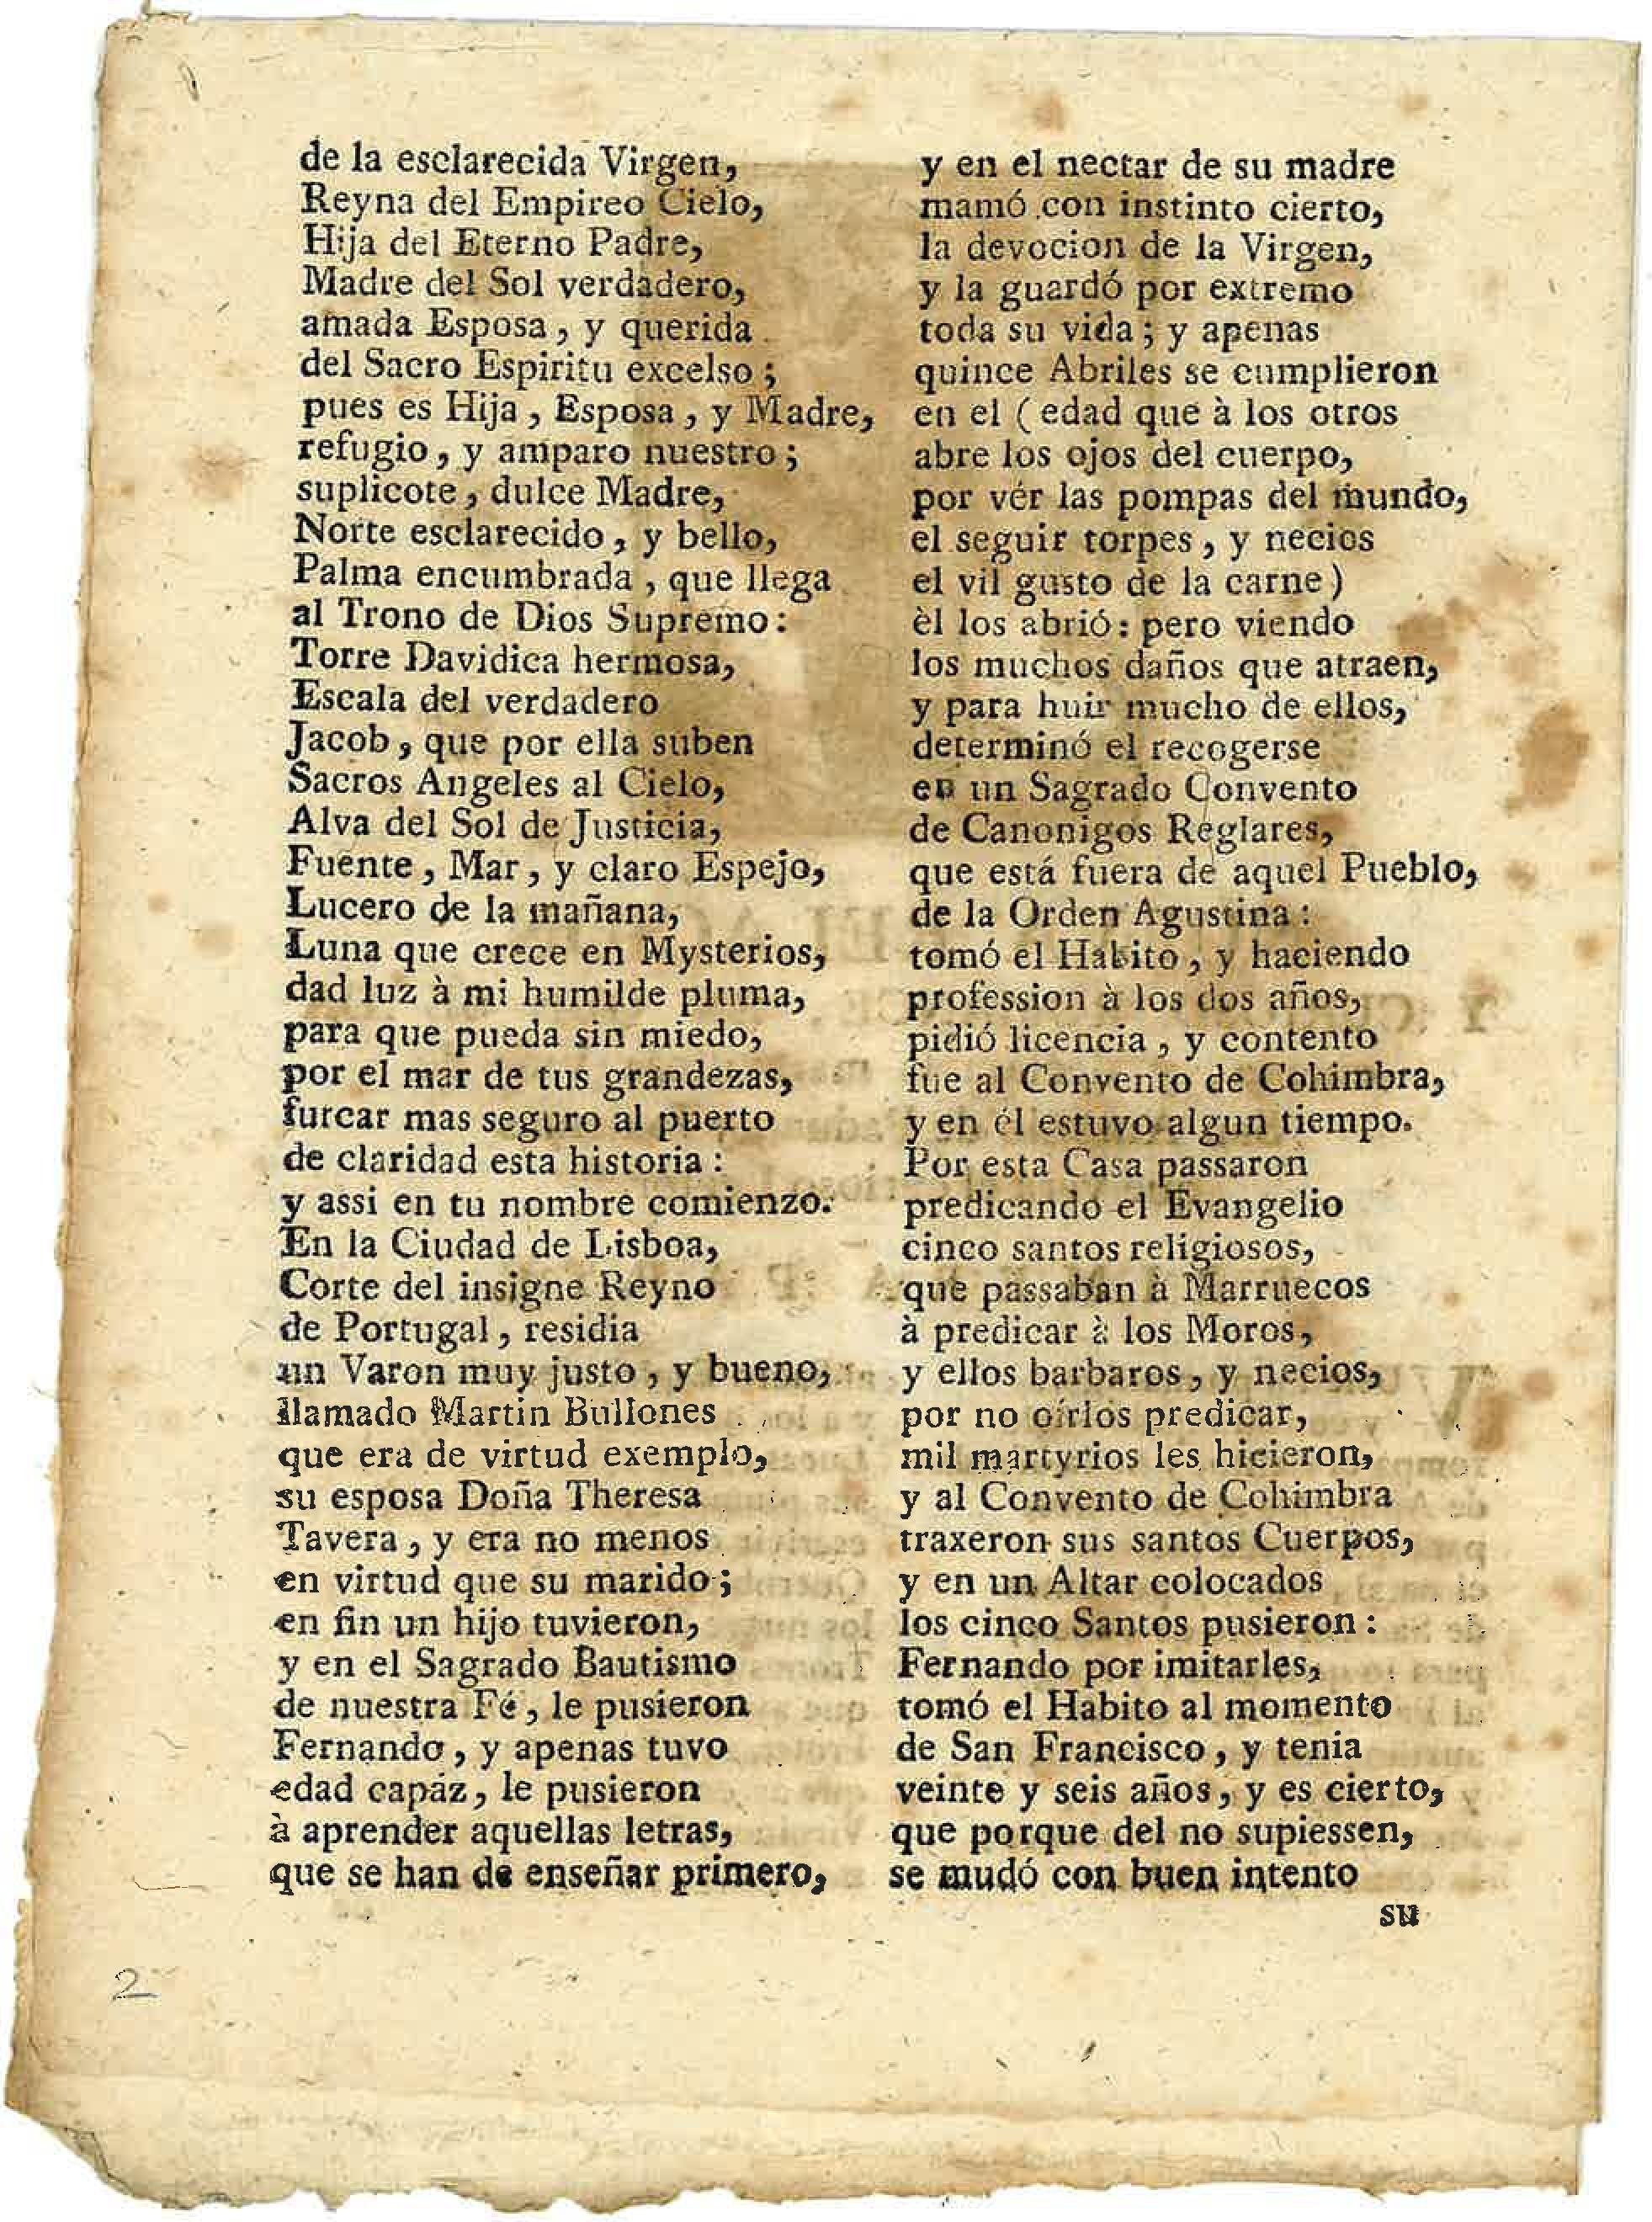 de la esclarecida Virgen,
Reyna del Empireo Cielo,
Hija del Eterno Padre,
Madre del Sol verdadero,
amada Esposa, y querida
del Sacro Espiritu excelso;
pues es Hija, Esposa, y Madre,
refugio, y amparo nuestro;
suplicote, dulce Madre,
Norte esclarecido, y bello,
Palma encumbrada, que llega
al Trono de Dios Supremo:
Torre Davidica hermosa,
Escala del verdadero
Jacob, que por ella suben
Sacros Angeles al Cielo,
Alva del Sol de Justicia,
Fuente, Mar, y claro Espejo,
Lucero de la mañana,
Luna que crece en Mysterios,
dad luz à mi humilde pluma,
para que pueda sin miedo,
por el mar de tus grandezas,
furcar mas seguro al puerto
de claridad esta historia:
y assi en tu nombre comienzo.
En la Ciudad de Lisboa,
Corte del insigne Reyno
de Portugal, residia
un Varon muy justo, y bueno,
llamado Martin Bullones
que era de virtud exemplo,
su esposa Doña Theresa
Tavera, y era no menos
en virtud que su marido;
en fin un hijo tuvieron,
y en el Sagrado Bautismo
de nuestra Fé, le pusieron
Fernando, y apenas tuvo
edad capáz, le pusieron
à aprender aquellas letras,
que se han de enseñar primero,
y en el nectar de su madre
mamó con instinto cierto,
la devocion de la Virgen,
y la guardó por extremo
toda su vida; y apenas
quince Abriles se cumplieron
en el (edad que à los otros
abre los ojos del cuerpo,
por vér las pompas del mundo,
el seguir torpes, y necios
el vil gusto de la carne)
èl los abrió: pero viendo
los muchos daños que atraen,
y para huir mucho de ellos,
determinó el recogerse
en un Sagrado Convento
de Canonigos Reglares,
que está fuera de aquel Pueblo,
de la Orden Agustina:
tomó el Habito, y haciendo
profession à los dos años,
pidió licencia, y contento
fue al Convento de Cohimbra,
y en él estuvo algun tiempo.
Por esta Casa passaron
predicando el Evangelio
cinco santos religiosos,
que passaban à Marruecos
à predicar à los Moros,
y ellos barbaros, y necios,
por no oírlos predicar,
mil martyrios les hicieron,
y al Convento de Cohimbra
traxeron sus santos Cuerpos,
y en un Altar colocados
los cinco Santos pusieron:
Fernando por imitarles,
tomó el Habito al momento
de San Francisco, y tenia
veinte y seis años, y es cierto,
que porque del no supiessen,
se mudó con buen intento
su
2